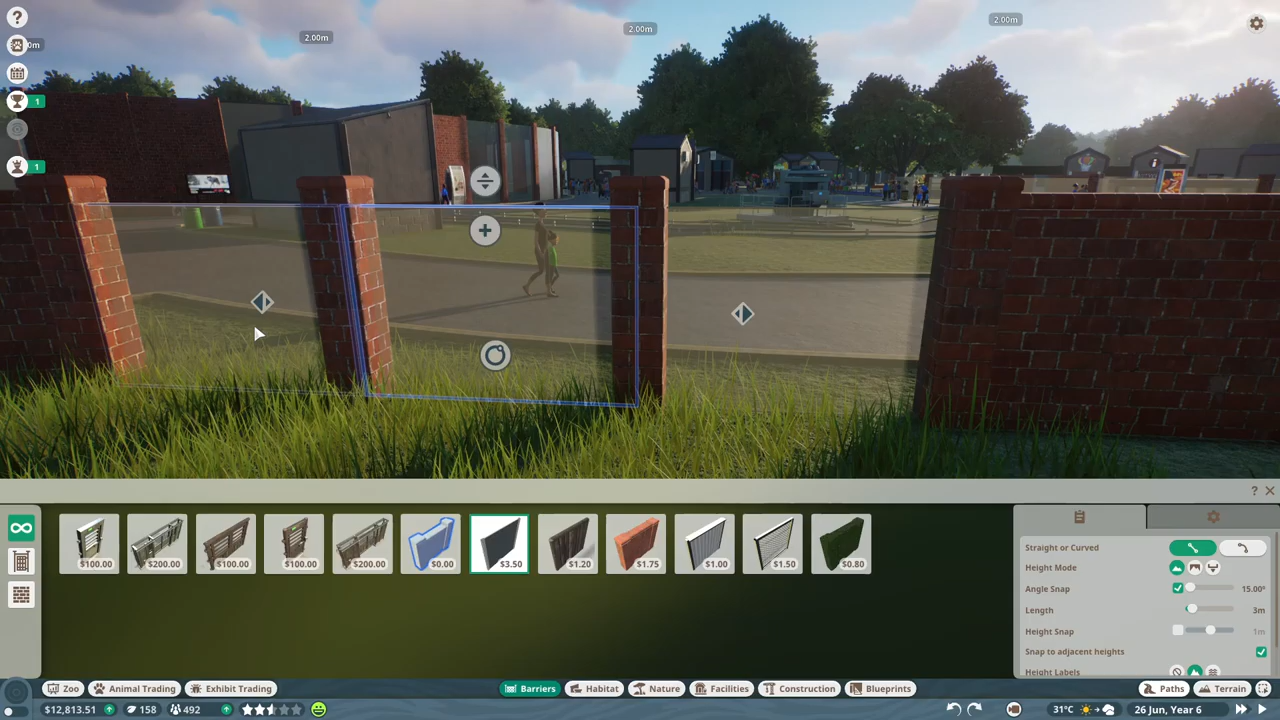 2.00m
2.00m
2.00m
0m
?
1
1
? ×
$100.00
$200.00
$100.00
$100.00
$200.00
$0.00
$3.50
$1.20
$1.75
$1.00
$1.50
$0.80
Straight or Curved
Height Mode
Angle Snap 15.00°
Length 3m
Height Snap 1m
Snap to adjacent heights
Height Labels
Zoo Animal Trading Exhibit Trading Barriers Habitat Nature Facilities Construction Blueprints Paths Terrain
$12,813.51 158 492 31°C 26 Jun, Year 6